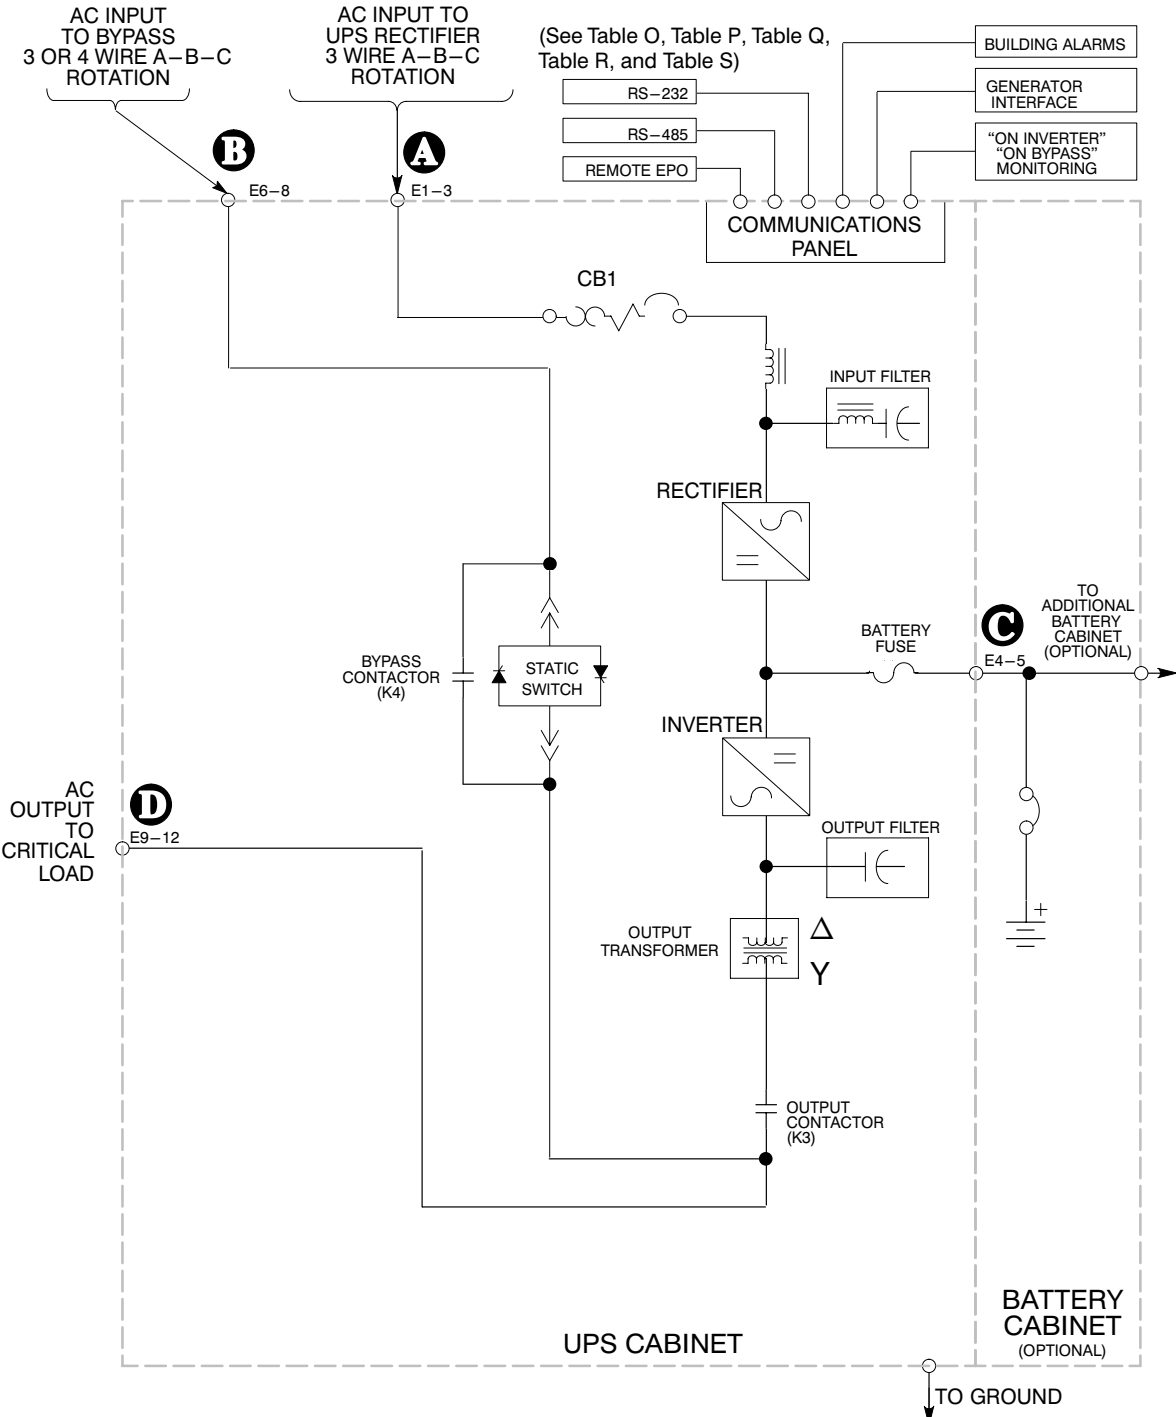 AC INPUT
TO BYPASS
3 OR 4 WIRE A–B–C
ROTATION
AC INPUT TO
UPS RECTIFIER
3 WIRE A–B–C
ROTATION
(See Table O, Table P, Table Q,
Table R, and Table S)
RS–232
RS–485
REMOTE EPO
BUILDING ALARMS
GENERATOR
INTERFACE
“ON INVERTER”
“ON BYPASS”
MONITORING
B
A
E6–8
E1–3
COMMUNICATIONS
PANEL
CB1
INPUT FILTER
RECTIFIER
BATTERY
FUSE
C
E4–5
TO
ADDITIONAL
BATTERY
CABINET
(OPTIONAL)
BYPASS
CONTACTOR
(K4)
STATIC
SWITCH
INVERTER
AC
OUTPUT
TO
CRITICAL
LOAD
D
E9–12
OUTPUT FILTER
OUTPUT
TRANSFORMER
Δ
Y
+
OUTPUT
CONTACTOR
(K3)
UPS CABINET
BATTERY
CABINET
(OPTIONAL)
TO GROUND